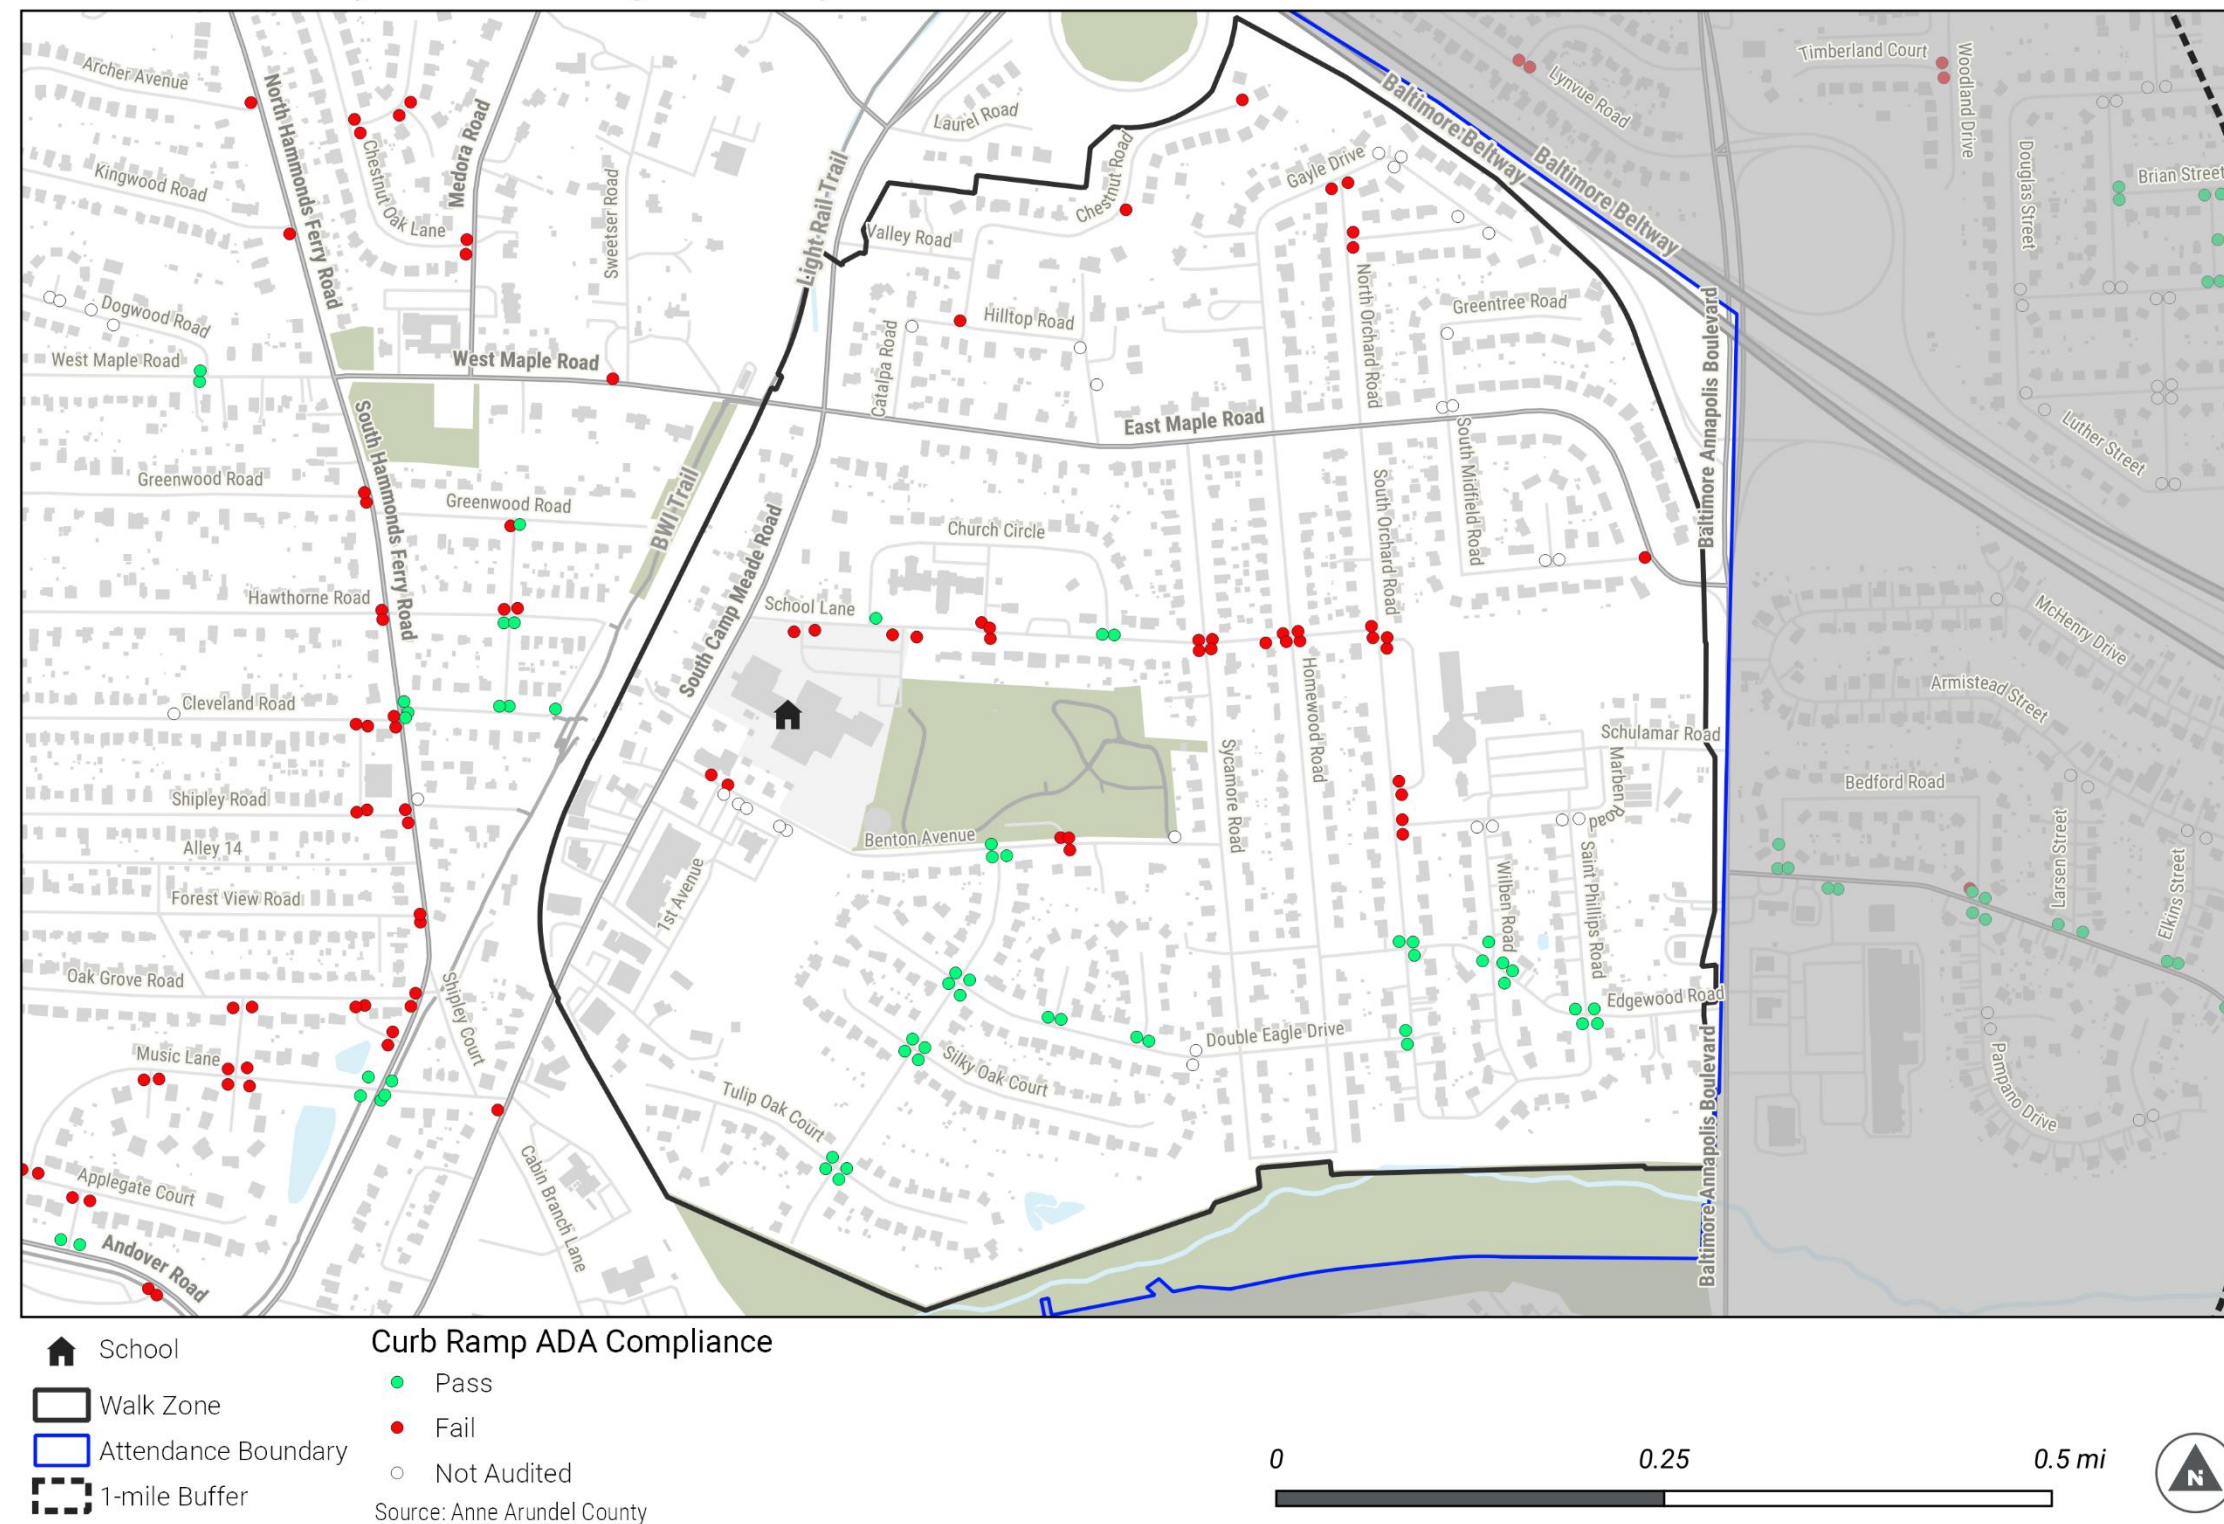 Archer Avenue
North Hammonds Ferry Road
Kingwood Road
Chestnut Oak Lane
Medora Road
Sweetser Road
Light Rail Trail
Laurel Road
Chestnut Road
Valley Road
Gayle Drive
Baltimore Beltway
Baltimore Beltway
Lynvue Road
Timberland Court
Woodland Drive
Douglas Street
Brian Street
Dogwood Road
West Maple Road
West Maple Road
Catalpa Road
Hilltop Road
North Orchard Road
Greentree Road
Baltimore Annapolis Boulevard
East Maple Road
Luther Street
South Hammonds Ferry Road
Greenwood Road
Greenwood Road
BWI Trail
South Camp Meade Road
Church Circle
South Orchard Road
South Midfield Road
Hawthorne Road
School Lane
McHenry Drive
Cleveland Road
Homewood Road
Armistead Street
Schulamar Road
Sycamore Road
Marben Road
Bedford Road
Shipley Road
Alley 14
Benton Avenue
Forest View Road
1st Avenue
Wilben Road
Saint Phillips Road
Larsen Street
Elkins Street
Oak Grove Road
Shipley Court
Edgewood Road
Double Eagle Drive
Music Lane
Silky Oak Court
Tulip Oak Court
Pampano Drive
Baltimore Annapolis Boulevard
Applegate Court
Cabin Branch Lane
Andover Road
School
Walk Zone
Attendance Boundary
1-mile Buffer
Curb Ramp ADA Compliance
Pass
Fail
Not Audited
Source: Anne Arundel County
0
0.25
0.5 mi
N